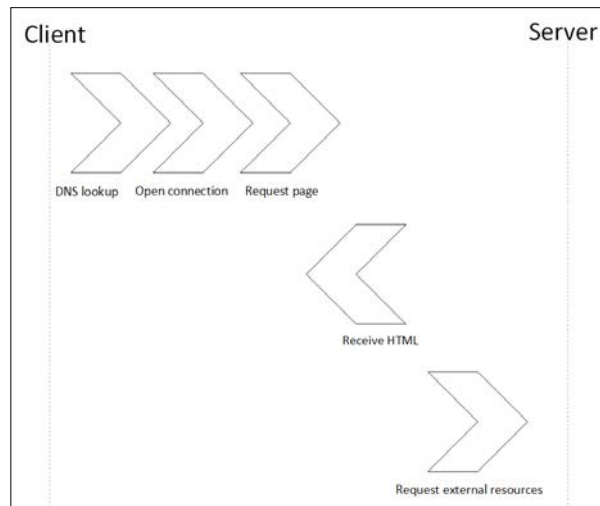 Client
Server
DNS lookup
Open connection
Request page
Receive HTML
Request external resources